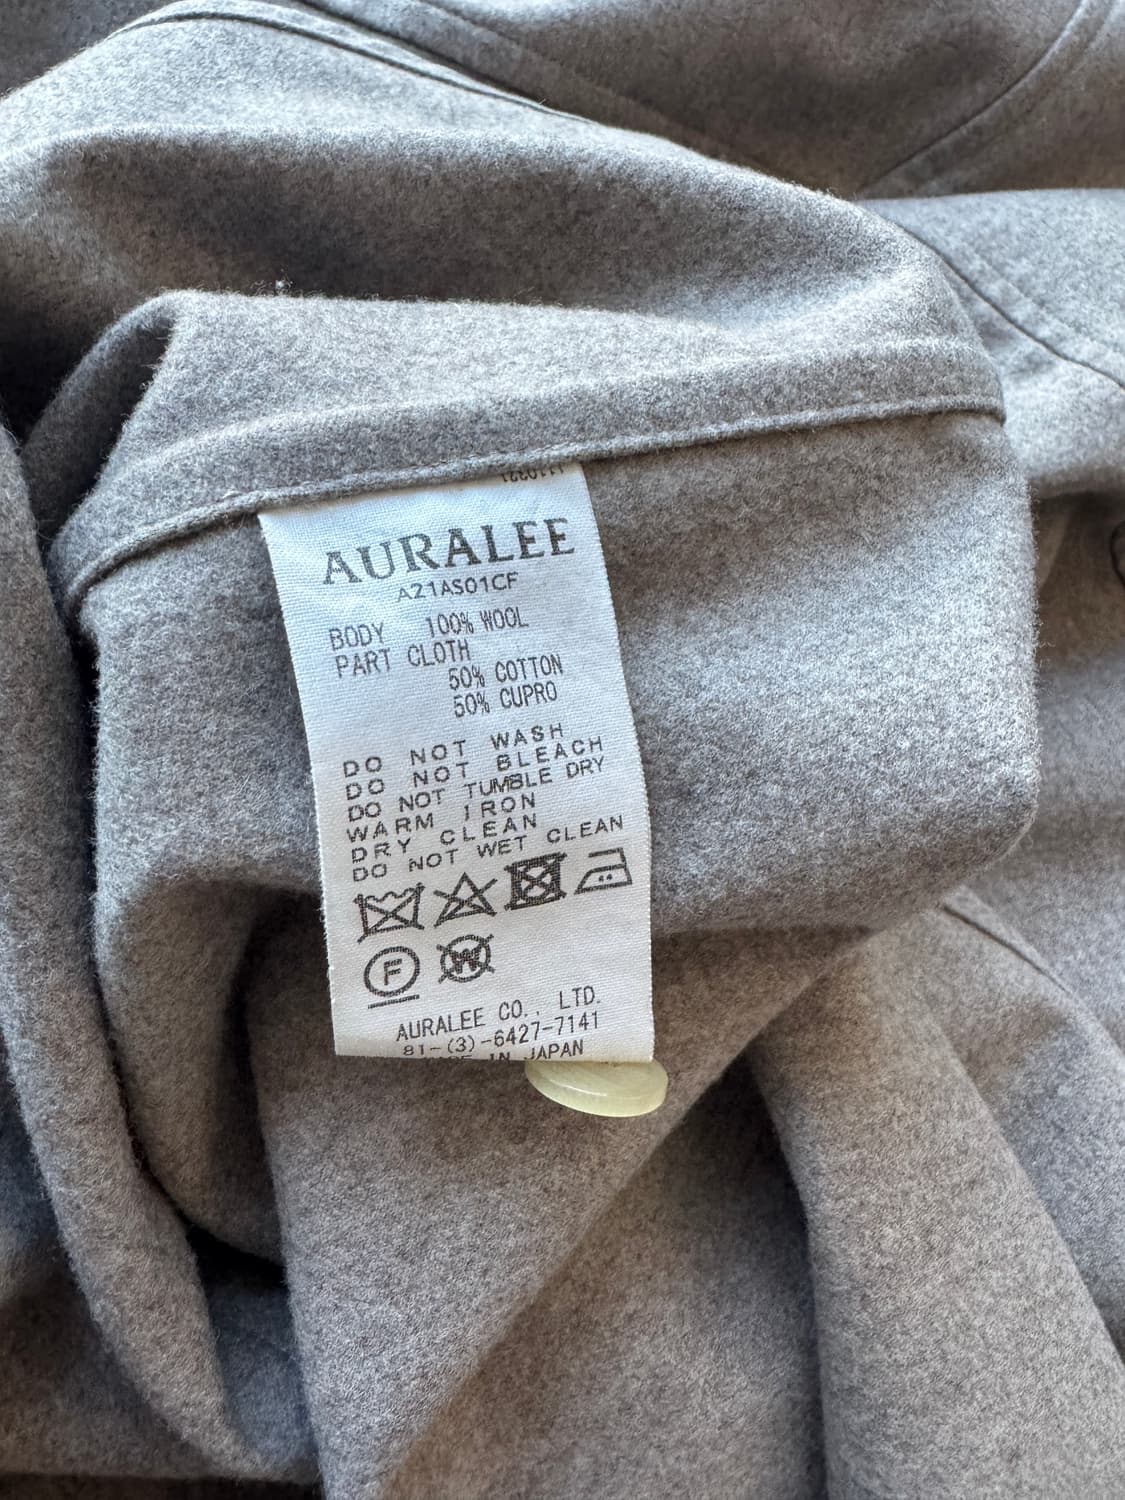 AURALEE
A21AS01CF
BODY 100% WOOL
PART CLOTH
50% COTTON
50% CUPRO
DO NOT WASH
DO NOT BLEACH
DO NOT TUMBLE DRY
WARM IRON
DRY CLEAN
DO NOT WET CLEAN
F W
AURALEE CO., LTD.
81-(3)-6427-7141
IN JAPAN